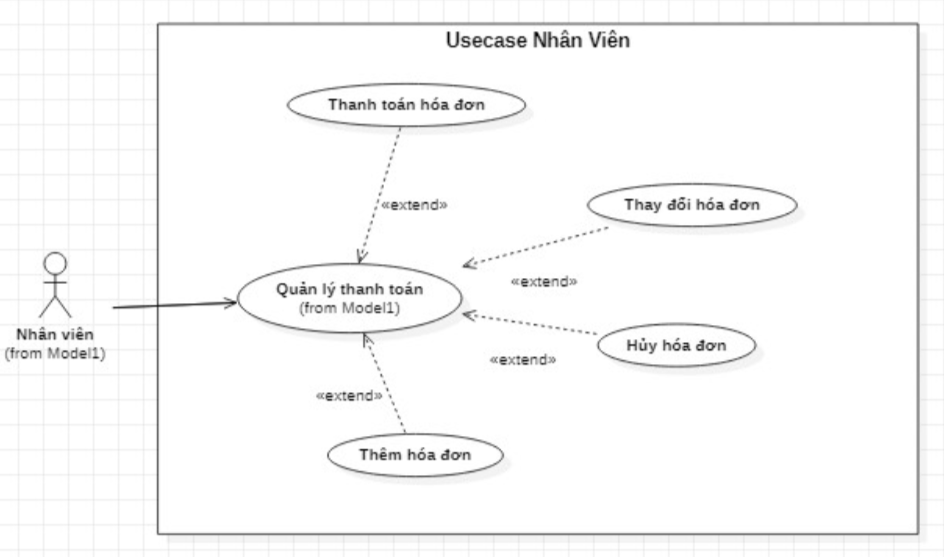 Usecase Nhân Viên
Thanh toán hóa đơn
«extend»
Thay đổi hóa đơn
«extend»
Quản lý thanh toán
(from Model1)
Nhân viên
(from Model1)
Hủy hóa đơn
«extend»
«extend»
Thêm hóa đơn